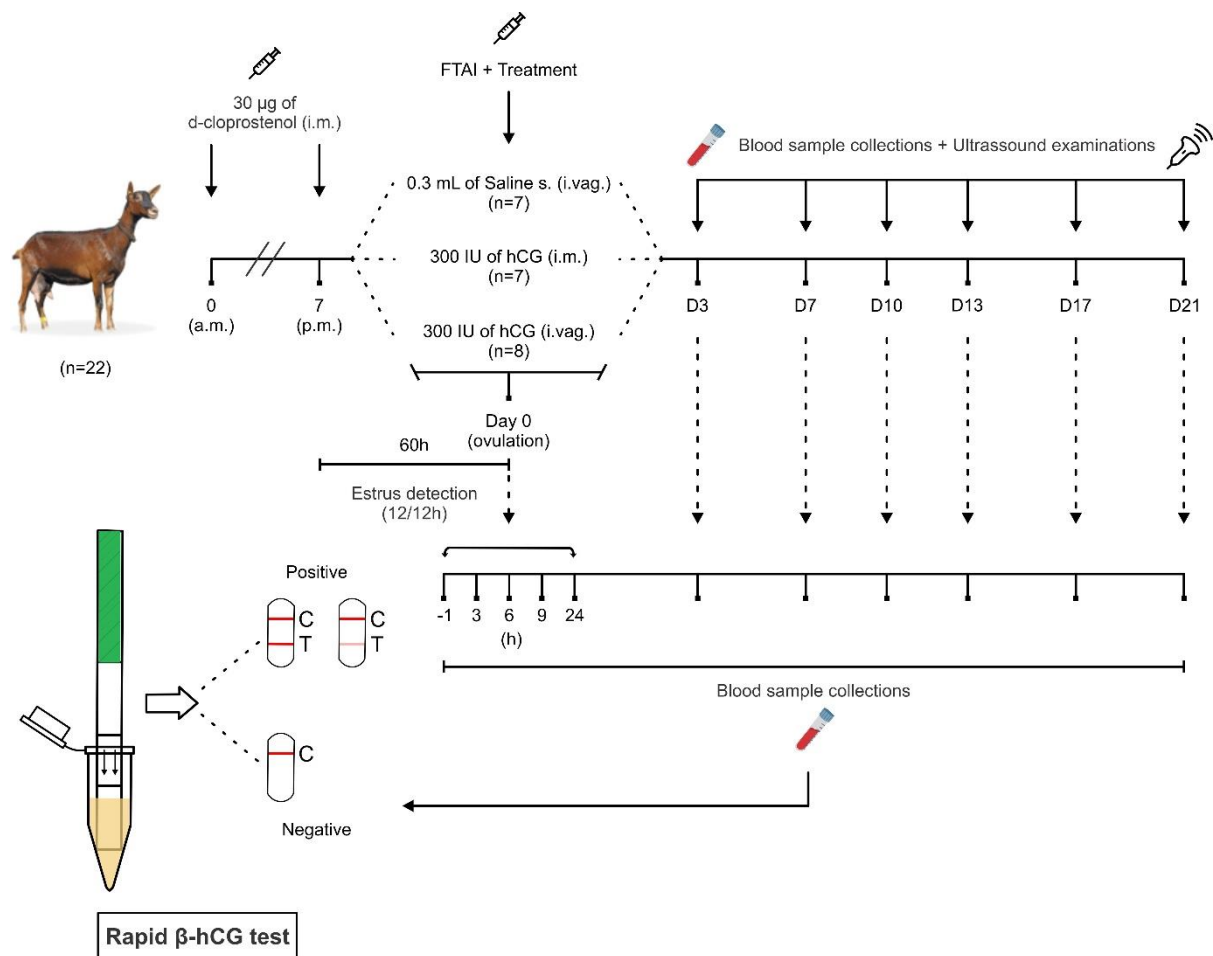 FTAI + Treatment
30 µg of
d-cloprostenol (i.m.)
Blood sample collections + Ultrassound examinations
0.3 mL of Saline s. (i.vag.)
(n=7)
300 IU of hCG (i.m.)
(n=7)
300 IU of hCG (i.vag.)
(n=8)
0
(a.m.)
7
(p.m.)
(n=22)
D3
D7
D10
D13
D17
D21
Day 0
(ovulation)
60h
Estrus detection
(12/12h)
-1
3
6
9
24
(h)
Positive
C
T
C
T
C
Negative
Blood sample collections
Rapid β-hCG test